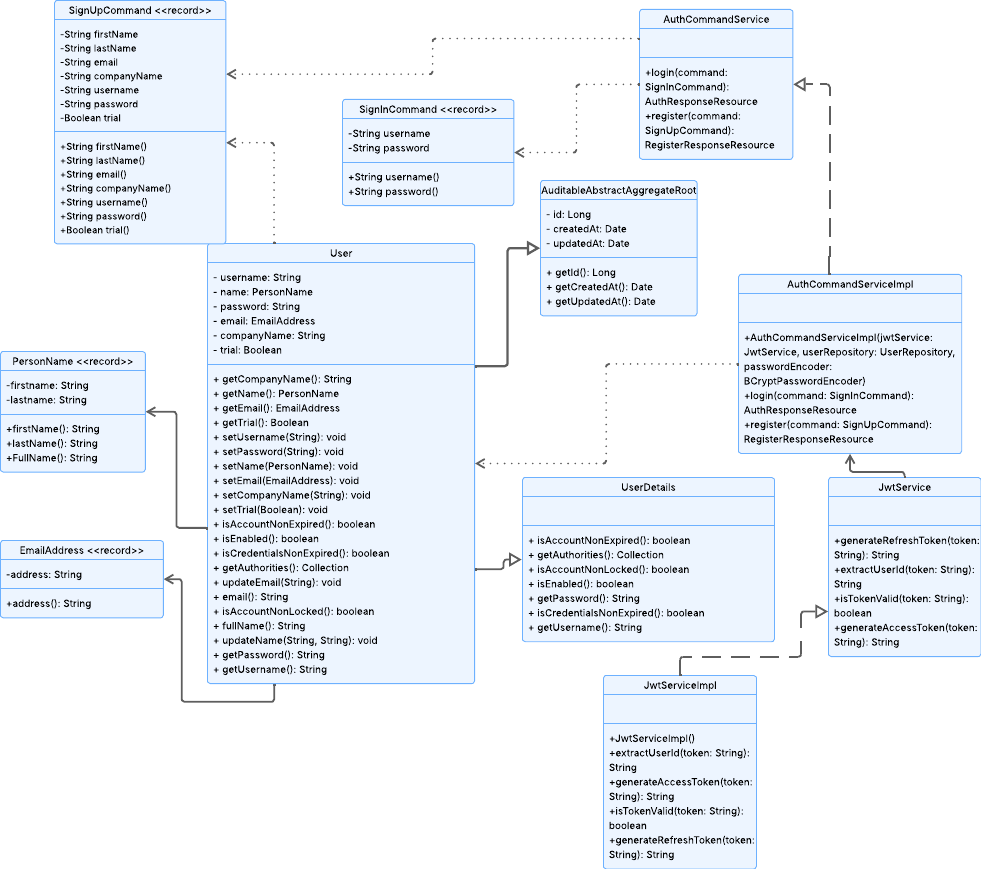 SignUpCommand <<record>>
-String firstName
-String lastName
-String email
-String companyName
-String username
-String password
-Boolean trial
+String firstName()
+String lastName()
+String email()
+String companyName()
+String username()
+String password()
+Boolean trial()
AuthCommandService
+login(command:
SignInCommand):
AuthResponseResource
+register(command:
SignUpCommand):
RegisterResponseResource
SignInCommand <<record>>
-String username
-String password
+String username()
+String password()
AuditableAbstractAggregateRoot
- id: Long
- createdAt: Date
- updatedAt: Date
+ getId(): Long
+ getCreatedAt(): Date
+ getUpdatedAt(): Date
User
- username: String
- name: PersonName
- password: String
- email: EmailAddress
- companyName: String
- trial: Boolean
+ getCompanyName(): String
+ getName(): PersonName
+ getEmail(): EmailAddress
+ getTrial(): Boolean
+ setUsername(String): void
+ setPassword(String): void
+ setName(PersonName): void
+ setEmail(EmailAddress): void
+ setCompanyName(String): void
+ setTrial(Boolean): void
+ isAccountNonExpired(): boolean
+ isEnabled(): boolean
+ isCredentialsNonExpired(): boolean
+ getAuthorities(): Collection
+ updateEmail(String): void
+ email(): String
+ isAccountNonLocked(): boolean
+ fullName(): String
+ updateName(String, String): void
+ getPassword(): String
+ getUsername(): String
AuthCommandServiceImpl
+AuthCommandServiceImpl(jwtService:
JwtService, userRepository: UserRepository,
passwordEncoder:
BCryptPasswordEncoder)
+login(command: SignInCommand):
AuthResponseResource
+register(command: SignUpCommand):
RegisterResponseResource
PersonName <<record>>
-firstname: String
-lastname: String
+firstName(): String
+lastName(): String
+FullName(): String
EmailAddress <<record>>
-address: String
+address(): String
UserDetails
+ isAccountNonExpired(): boolean
+ getAuthorities(): Collection
+ isAccountNonLocked(): boolean
+ isEnabled(): boolean
+ getPassword(): String
+ isCredentialsNonExpired(): boolean
+ getUsername(): String
JwtService
+generateRefreshToken(token:
String): String
+extractUserId(token: String):
String
+isTokenValid(token: String):
boolean
+generateAccessToken(token:
String): String
JwtServiceImpl
+JwtServiceImpl()
+extractUserId(token: String):
String
+generateAccessToken(token:
String): String
+isTokenValid(token: String):
boolean
+generateRefreshToken(token:
String): String